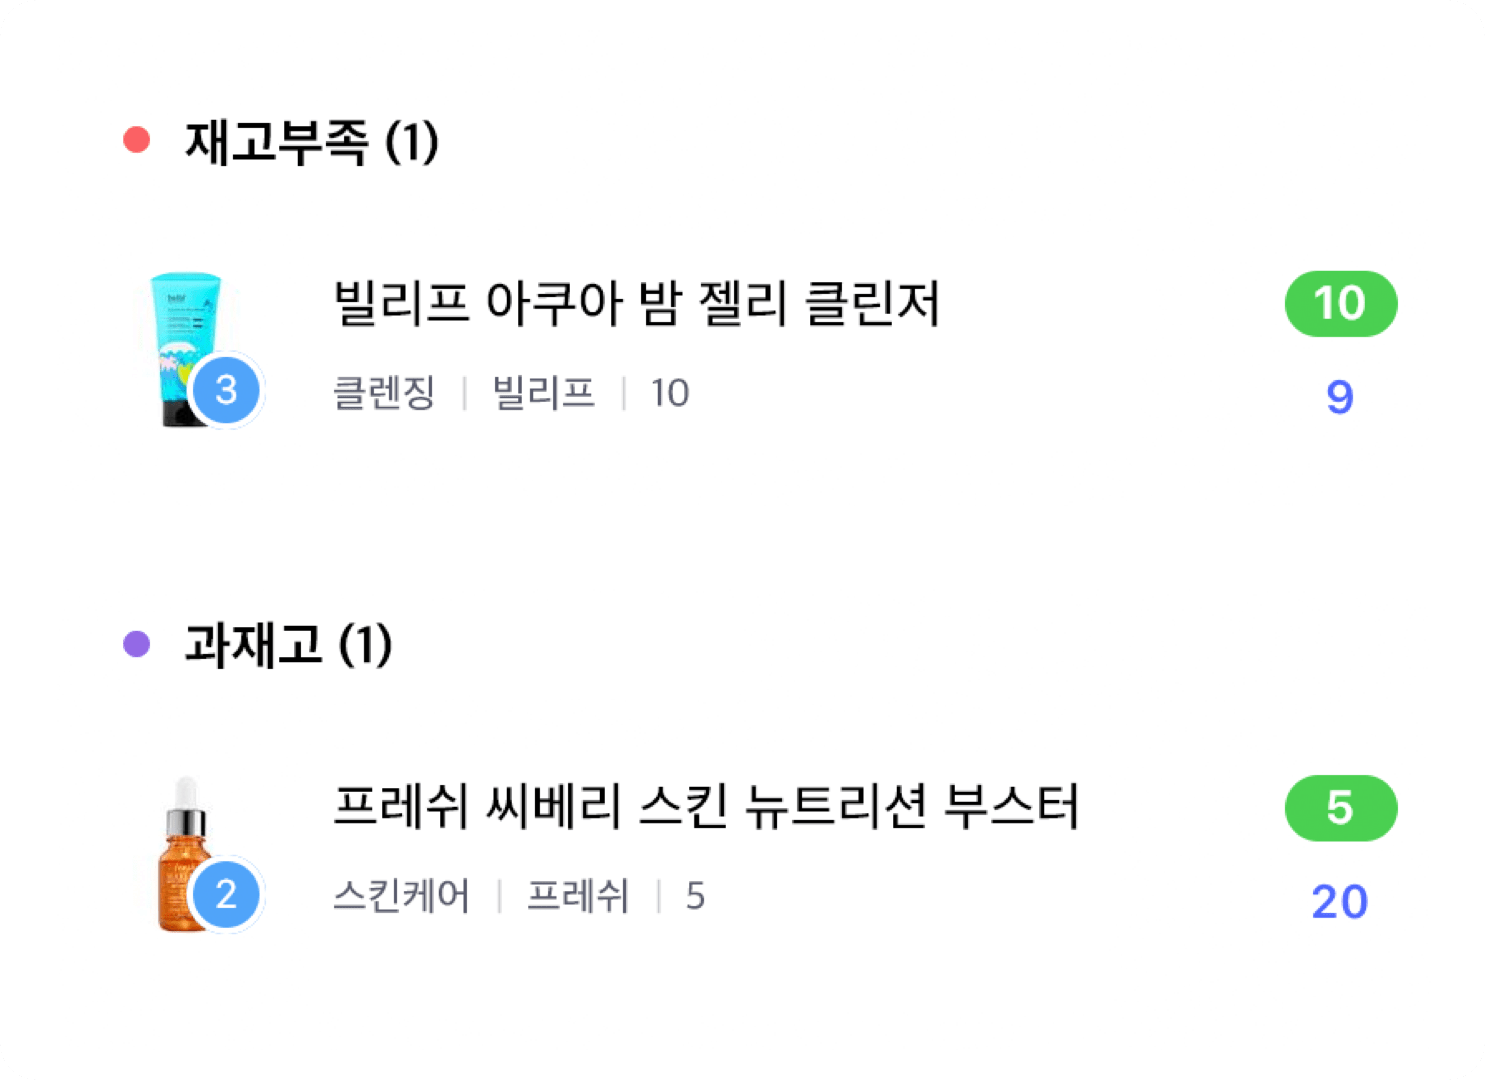 재고부족 (1)
빌리프 아쿠아 밤 젤리 클린저
10
belif
3
클렌징 | 빌리프 | 10
9
과재고 (1)
프레쉬 씨베리 스킨 뉴트리션 부스터
5
fresh
2
스킨케어 | 프레쉬 | 5
20